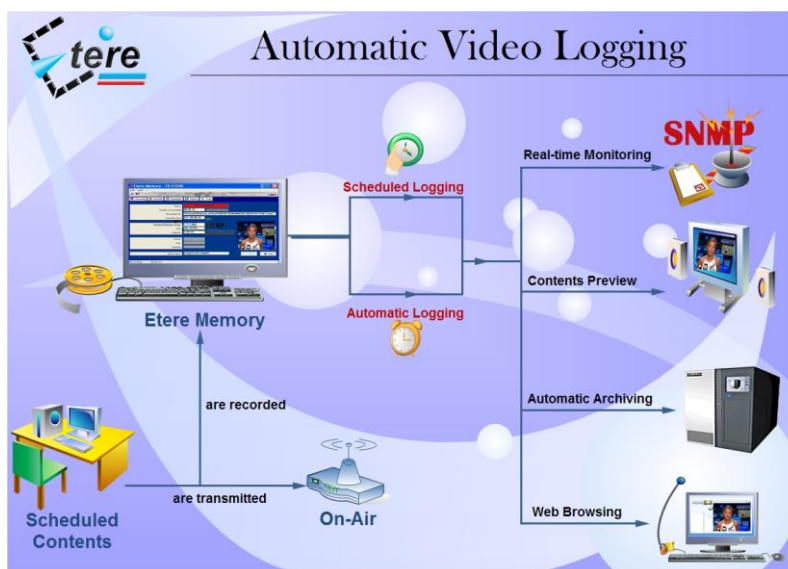 Etere
Automatic Video Logging
SNMP
Real-time Monitoring
Scheduled Logging
Contents Preview
Automatic Logging
Etere Memory
Automatic Archiving
are recorded
are transmitted
Scheduled
Contents
On-Air
Web Browsing